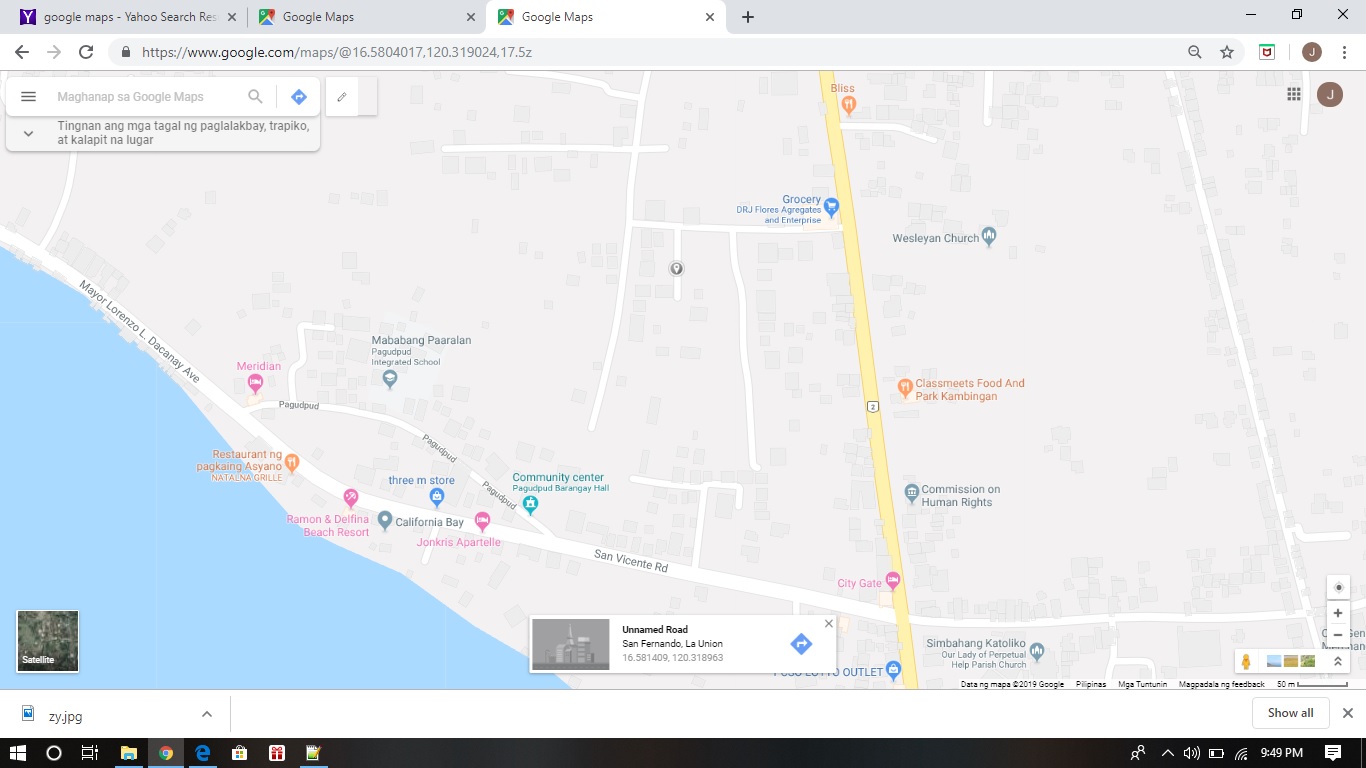 google maps - Yahoo Search Res
Google Maps
Google Maps
https://www.google.com/maps/@16.5804017,120.319024,17.5z
J
Maghanap sa Google Maps
J
Tingnan ang mga tagal ng paglalakbay, trapiko,
at kalapit na lugar
Bliss
Grocery
DRJ Flores Agregates
and Enterprise
Wesleyan Church
Mayor Lorenzo L. Dacanay Ave
Mababang Paaralan
Pagudpud
Integrated School
Meridian
Pagudpud
Classmeets Food And
Park Kambingan
2
Pagudpud
Restaurant ng
pagkaing Asyano
NATALNA GRILLE
three m store
Community center
Pagudpud Barangay Hall
Pagudpud
Commission on
Human Rights
Ramon & Delfina
Beach Resort
California Bay
Jonkris Apartelle
San Vicente Rd
City Gate
Unnamed Road
San Fernando, La Union
16.581409, 120.318963
Simbahang Katoliko
Our Lady of Perpetual
Help Parish Church
LOTTO OUTLET
Satellite
Data ng mapa ©2019 Google Pilipinas Mga Tuntunin Magpadala ng feedback 50 m
zy.jpg
Show all
9:49 PM